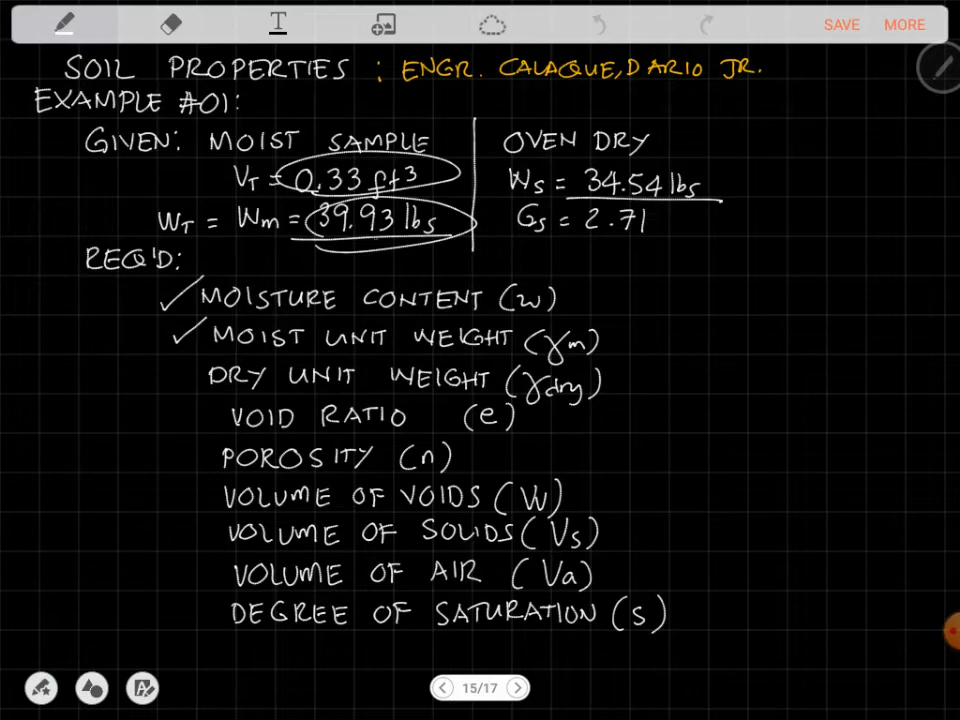 SAVE MORE
SOIL PROPERTIES : ENGR. CALAQUE, DARIO JR.
EXAMPLE #01:
GIVEN: MOIST SAMPLE
VT = 0.33 ft3
WT = Wm = 39.93 lbs
OVEN DRY
Ws = 34.54 lbs
Gs = 2.71
REQ'D:
✓ MOISTURE CONTENT (w)
✓ MOIST UNIT WEIGHT (γm)
DRY UNIT WEIGHT (γdry)
VOID RATIO (e)
POROSITY (n)
VOLUME OF VOIDS (Vv)
VOLUME OF SOLIDS (Vs)
VOLUME OF AIR (Va)
DEGREE OF SATURATION (S)
15/17